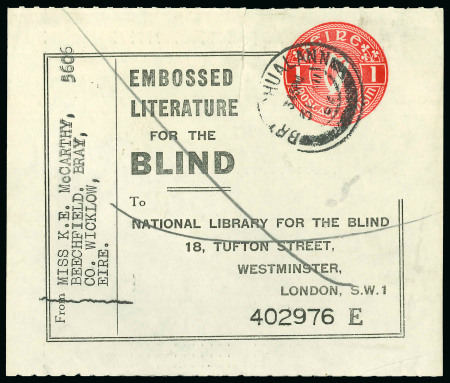 5606
From MISS K.E. McCARTHY,
BEECHFIELD. BRAY,
CO. WICKLOW,
EIRE.
EMBOSSED
LITERATURE
FOR THE
BLIND
To
NATIONAL LIBRARY FOR THE BLIND
18, TUFTON STREET,
WESTMINSTER,
LONDON, S.W.1
402976 E
EIRE
1 1